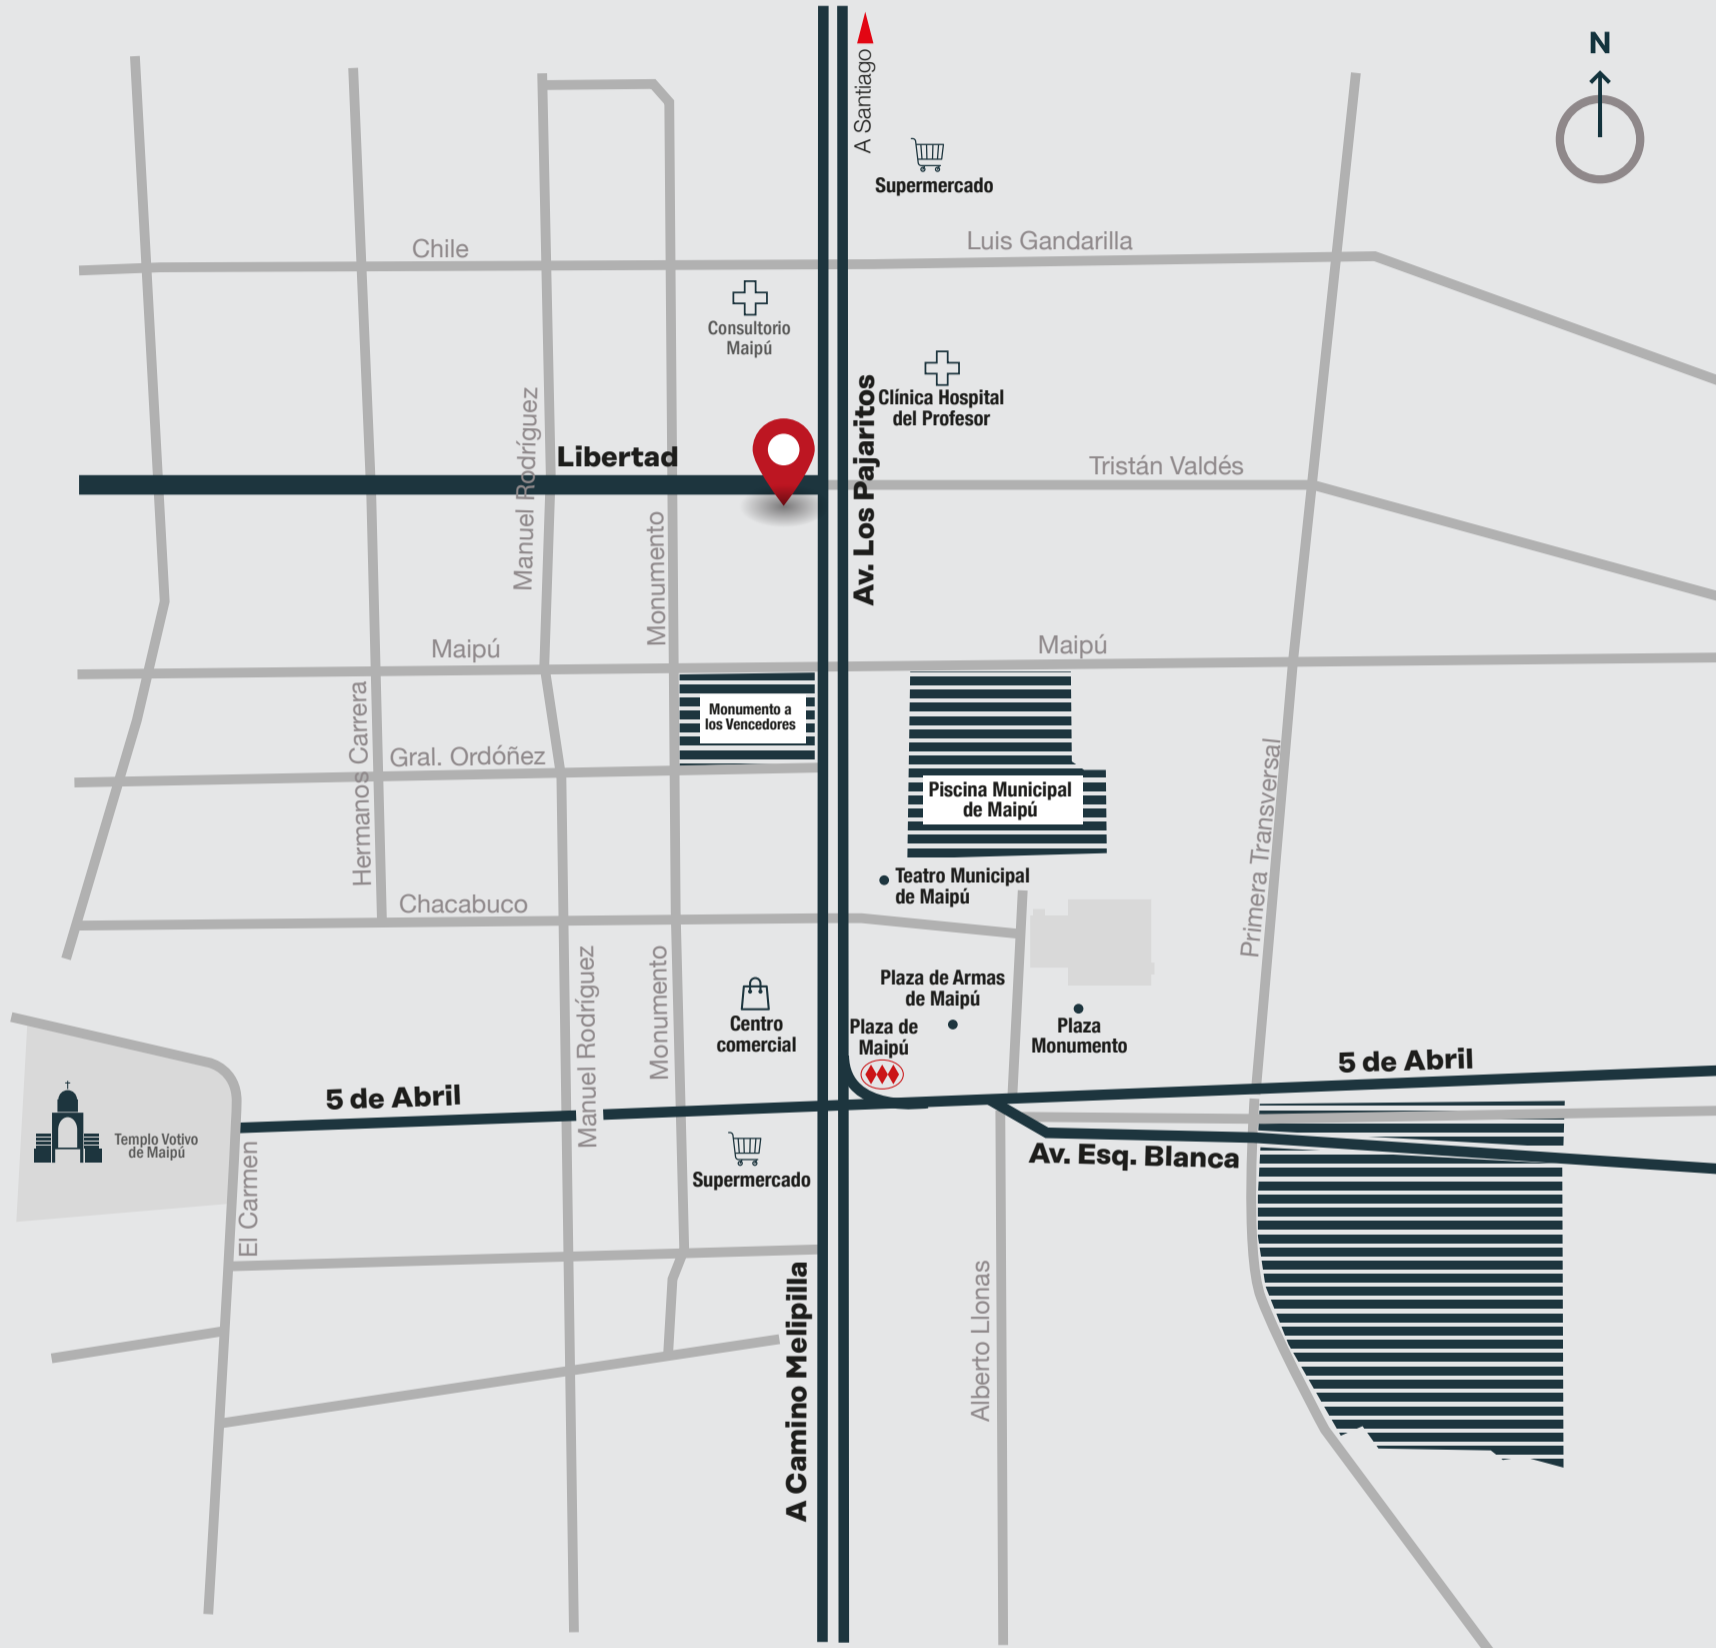 N
A Santiago
Supermercado
Chile
Luis Gandarilla
Consultorio
Maipú
Clínica Hospital
del Profesor
Av. Los Pajaritos
Manuel Rodríguez
Libertad
Tristán Valdés
Monumento
Maipú
Maipú
Monumento a
los Vencedores
Hermanos Carrera
Gral. Ordóñez
Piscina Municipal
de Maipú
Primera Transversal
Teatro Municipal
de Maipú
Chacabuco
Manuel Rodríguez
Monumento
Plaza de Armas
de Maipú
Centro
comercial
Plaza de
Maipú
Plaza
Monumento
5 de Abril
5 de Abril
Templo Votivo
de Maipú
El Carmen
Supermercado
Av. Esq. Blanca
A Camino Melipilla
Alberto Llonas